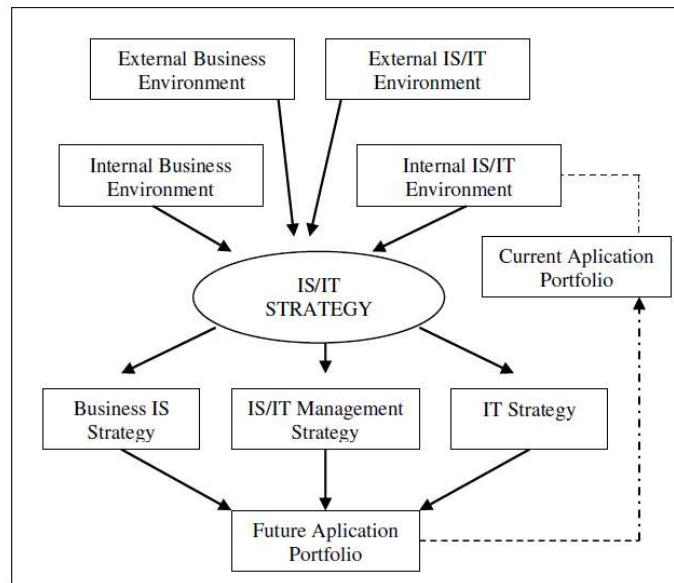 External Business
Environment
External IS/IT
Environment
Internal Business
Environment
Internal IS/IT
Environment
Current Aplication
Portfolio
IS/IT
STRATEGY
Business IS
Strategy
IS/IT Management
Strategy
IT Strategy
Future Aplication
Portfolio